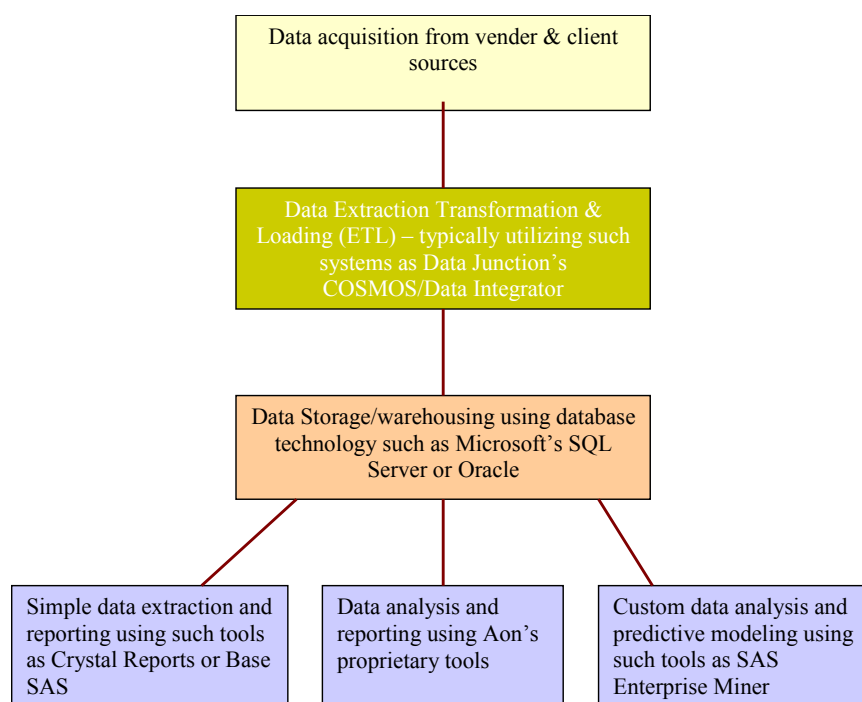 Data acquisition from vender & client
sources
Data Extraction Transformation &
Loading (ETL) – typically utilizing such
systems as Data Junction’s
COSMOS/Data Integrator
Data Storage/warehousing using database
technology such as Microsoft’s SQL
Server or Oracle
Simple data extraction and
reporting using such tools
as Crystal Reports or Base
SAS
Data analysis and
reporting using Aon’s
proprietary tools
Custom data analysis and
predictive modeling using
such tools as SAS
Enterprise Miner